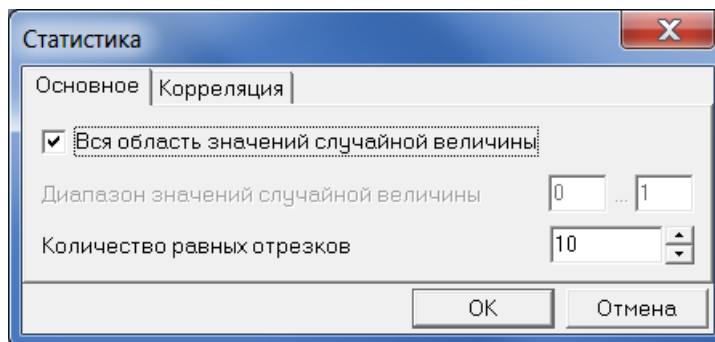 Статистика
Основное Корреляция
Вся область значений случайной величины
Диапазон значений случайной величины 0 ... 1
Количество равных отрезков 10
OK Отмена